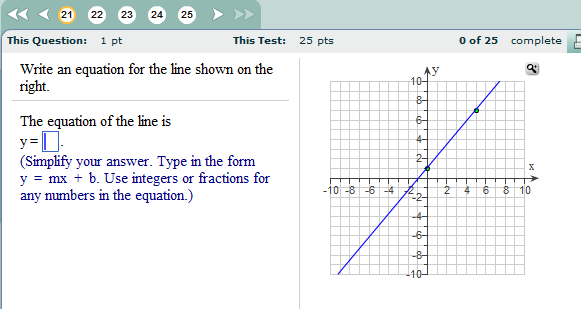 21 22 23 24 25
This Question: 1 pt This Test: 25 pts 0 of 25 complete
Write an equation for the line shown on the
right.
The equation of the line is
y= .
(Simplify your answer. Type in the form
y = mx + b. Use integers or fractions for
any numbers in the equation.)
y
10
8
6
4
2
x
-10 -8 -6 -4 -2 2 4 6 8 10
-2
-4
-6
-8
-10